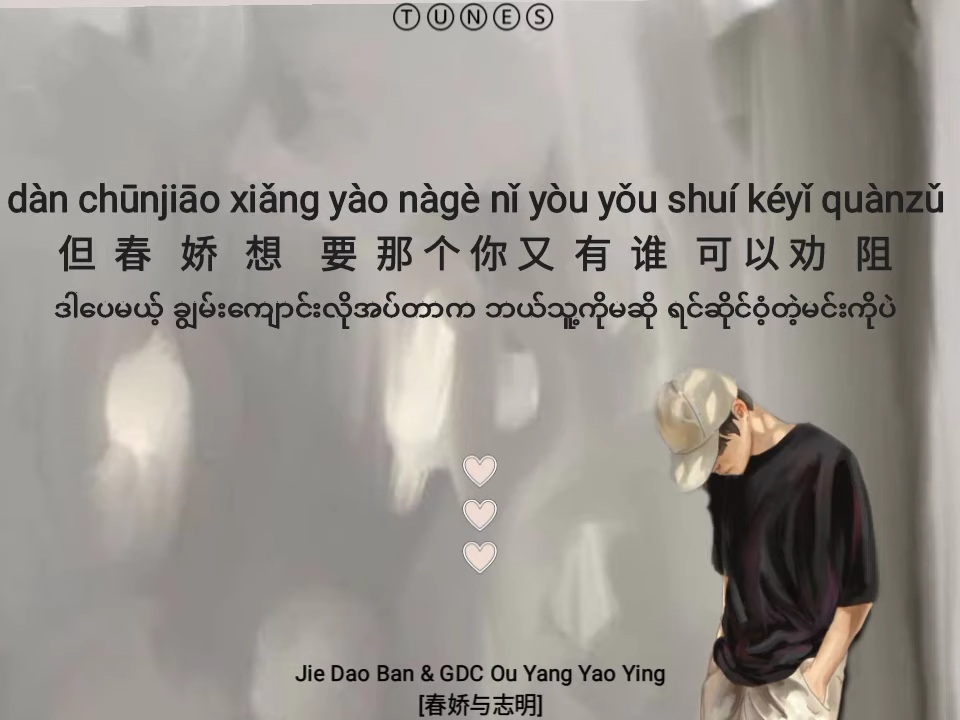 ⓉⓊⓃⒺⓈ
dàn chūnjiāo xiǎng yào nàgè nǐ yòu yǒu shuí kéyǐ quànzǔ
但 春 娇 想 要 那 个 你 又 有 谁 可 以 劝 阻
ဒါပေမယ့် ချွမ်းကျောင်းလိုအပ်တာက ဘယ်သူ့ကိုမဆို ရင်ဆိုင်ဝံ့တဲ့မင်းကိုပဲ
Jie Dao Ban & GDC Ou Yang Yao Ying
[春娇与志明]